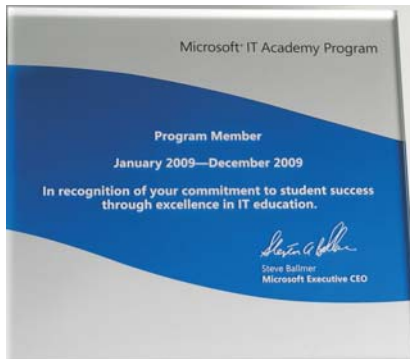 Microsoft® IT Academy Program
Program Member
January 2009—December 2009
In recognition of your commitment to student success
through excellence in IT education.
Steve Ballmer
Microsoft Executive CEO